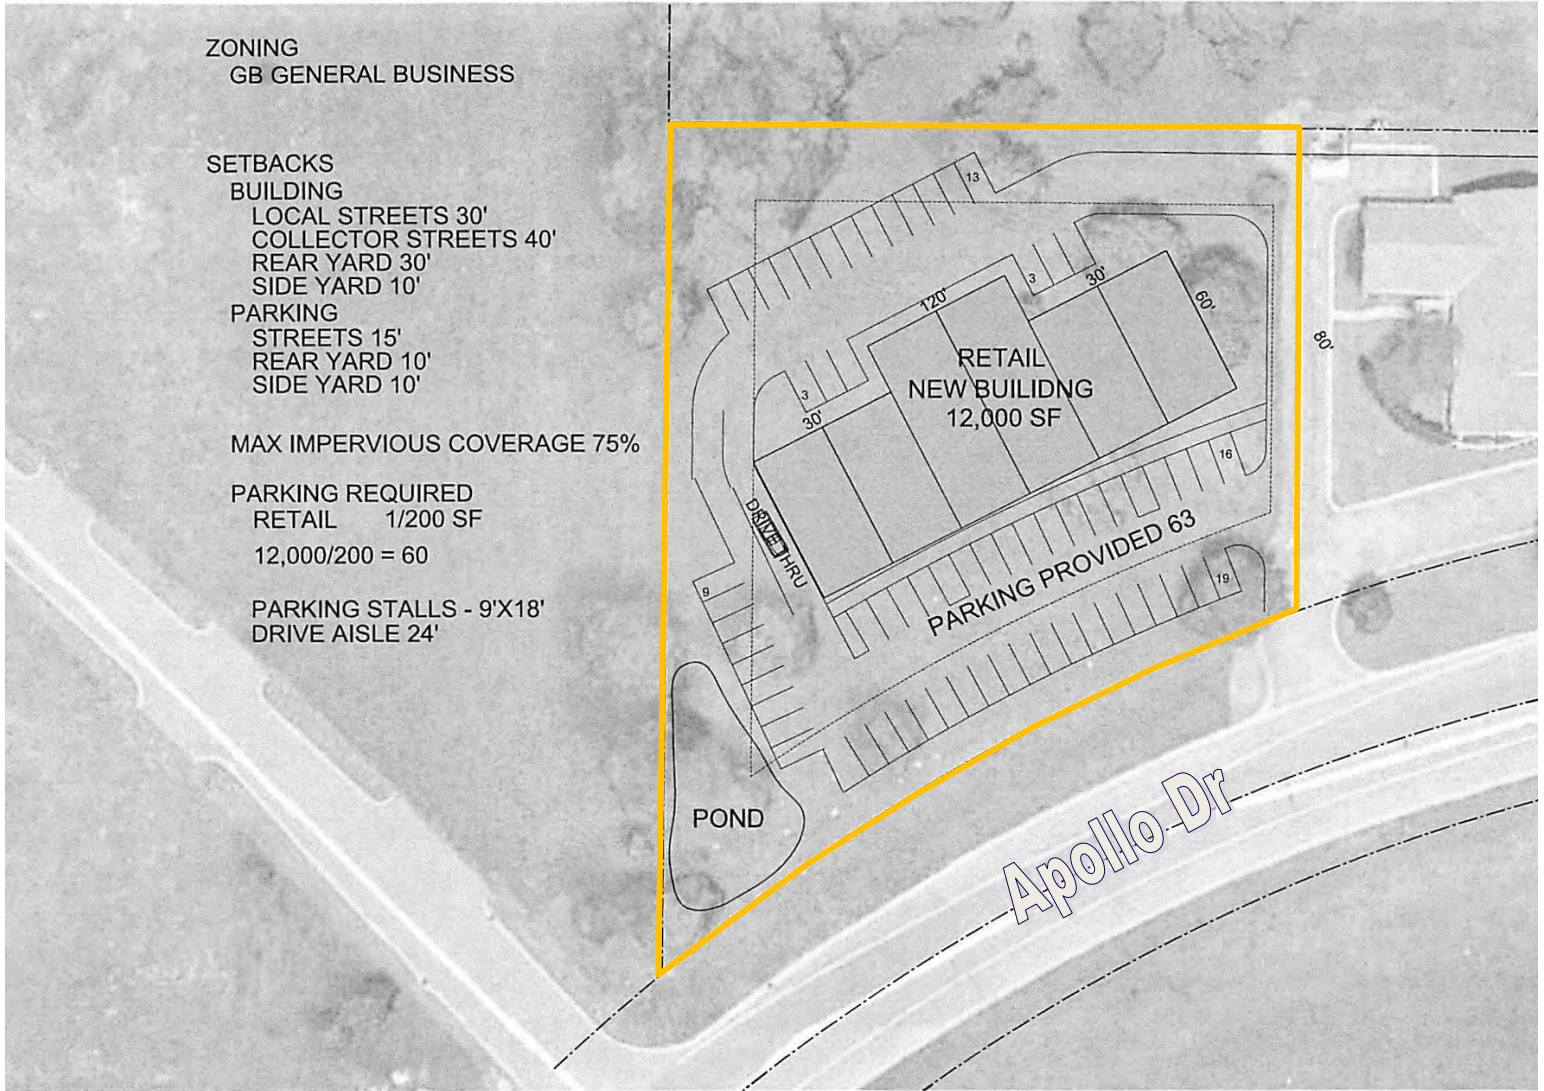 ZONING
GB GENERAL BUSINESS
SETBACKS
BUILDING
LOCAL STREETS 30'
COLLECTOR STREETS 40'
REAR YARD 30'
SIDE YARD 10'
PARKING
STREETS 15'
REAR YARD 10'
SIDE YARD 10'
MAX IMPERVIOUS COVERAGE 75%
PARKING REQUIRED
RETAIL 1/200 SF
12,000/200 = 60
PARKING STALLS - 9'X18'
DRIVE AISLE 24'
13
3
30'
120'
60'
80'
RETAIL
NEW BUILIDNG
12,000 SF
3
30'
16
DRIVE THRU
PARKING PROVIDED 63
9
19
POND
Apolllo Dr